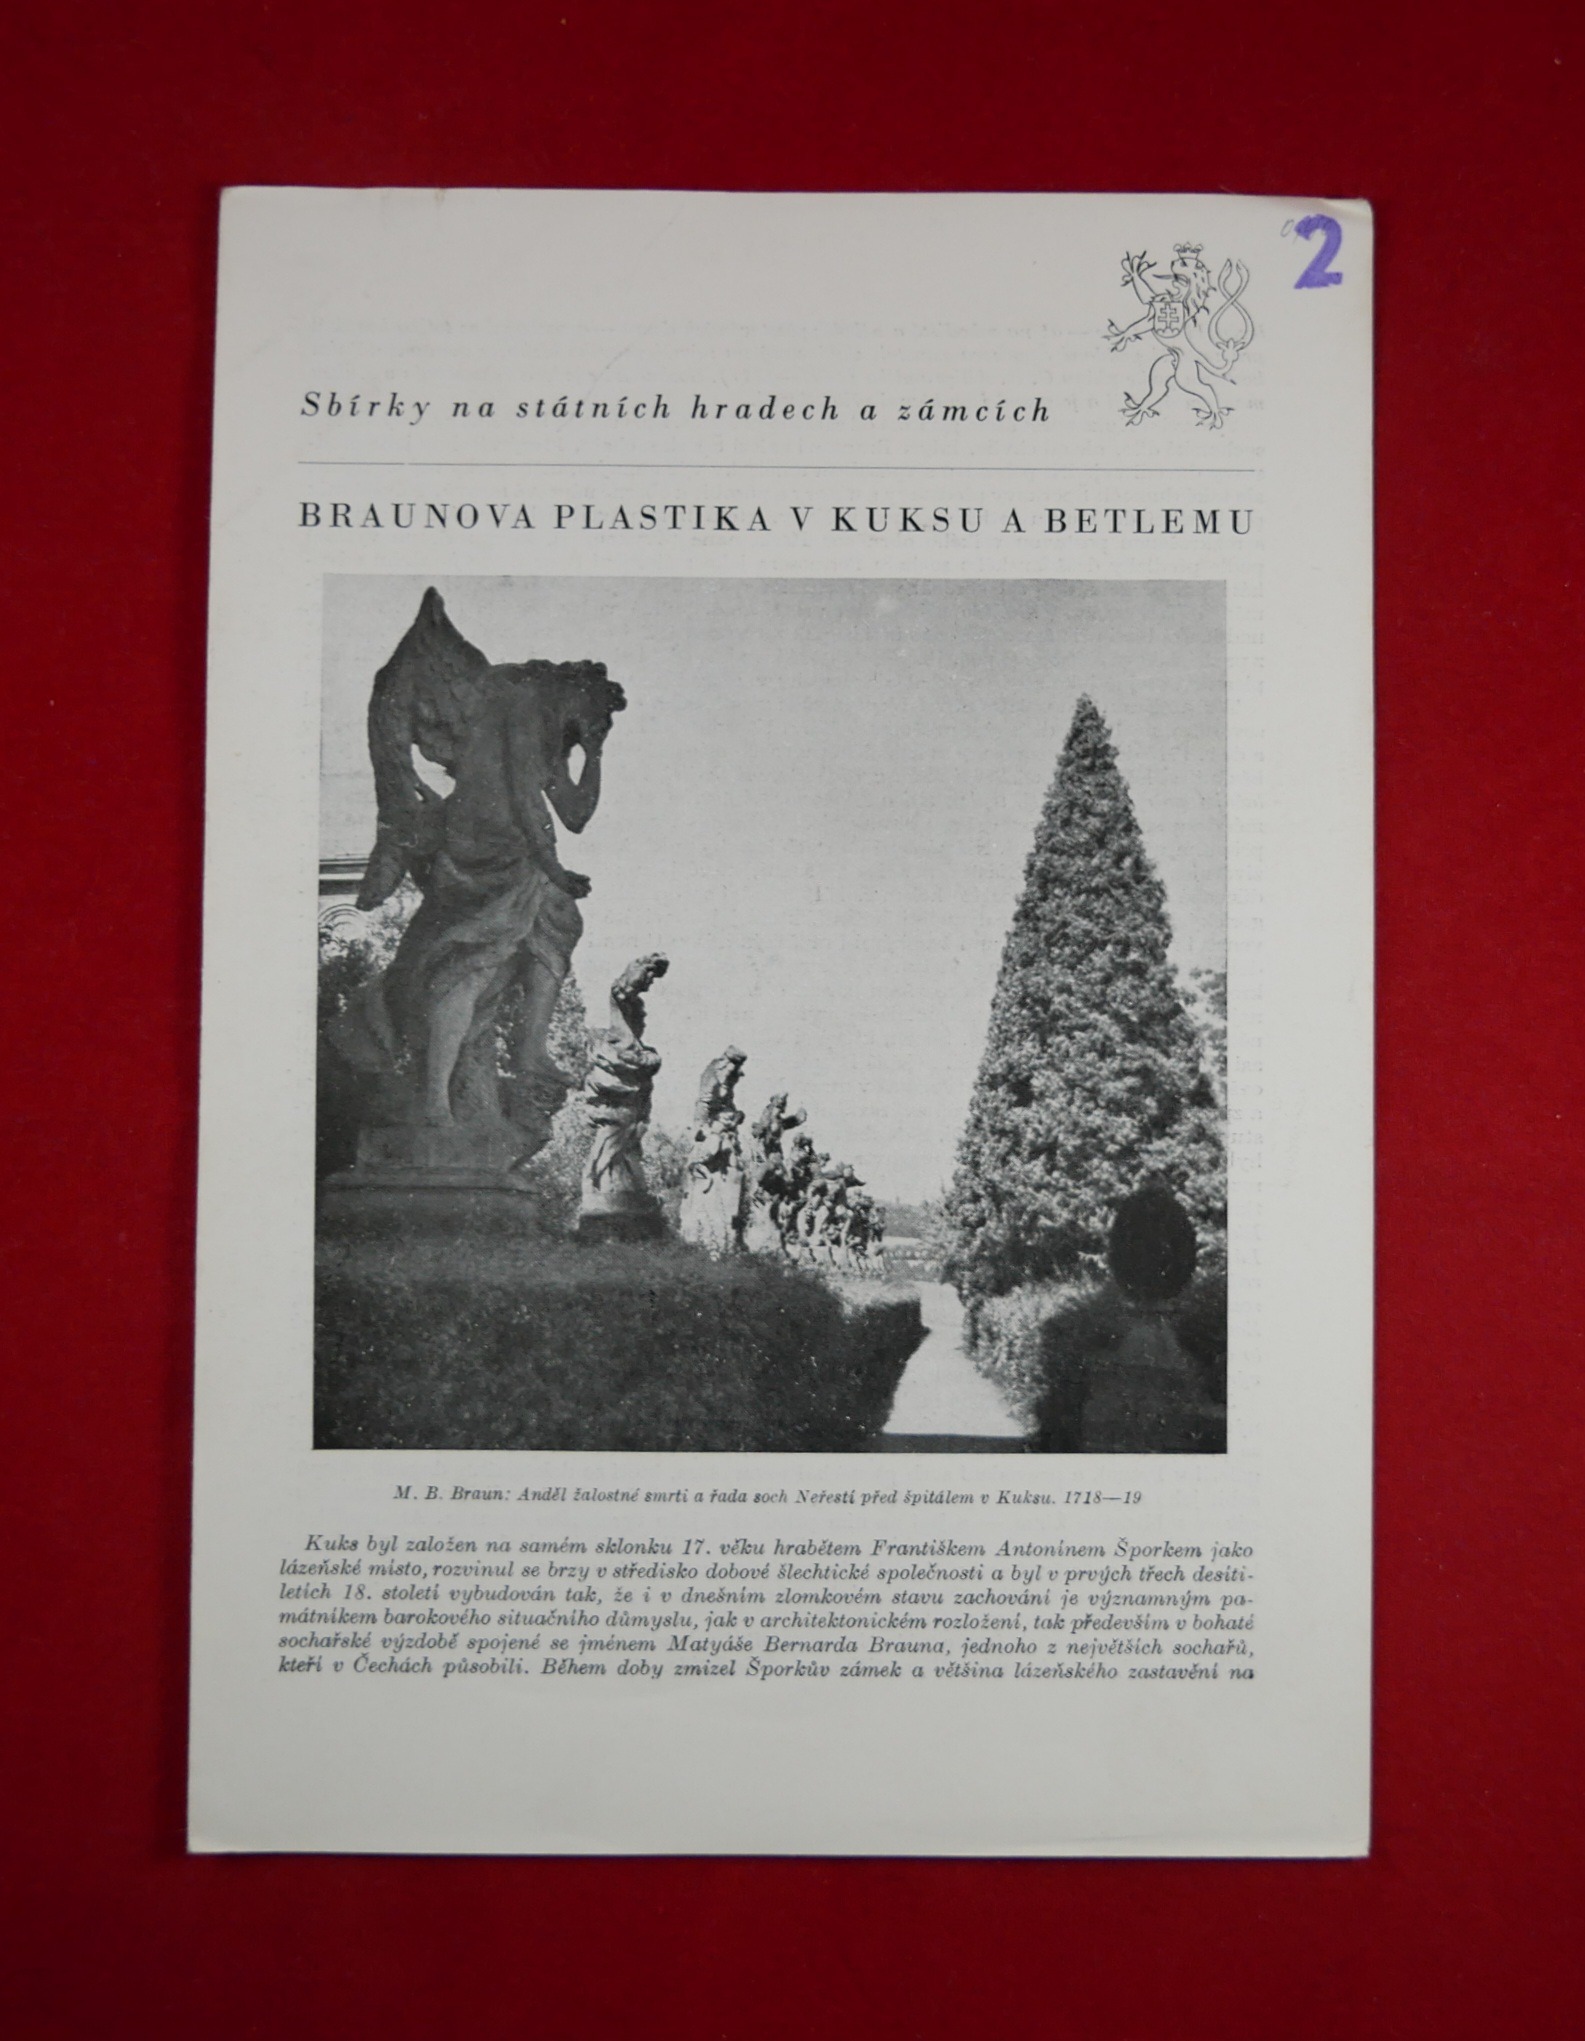 2
Sbírky na státních hradech a zámcích
BRAUNOVA PLASTIKA V KUKSU A BETLEMU
M. B. Braun: Anděl žalostné smrti a řada soch Neřestí před špitálem v Kuksu. 1718—19
Kuks byl založen na samém sklonku 17. věku hrabětem Františkem Antonínem Šporkem jako
lázeňské místo, rozvinul se brzy v středisko dobové šlechtické společnosti a byl v prvých třech desíti-
letích 18. století vybudován tak, že i v dnešním zlomkovém stavu zachování je významným pa-
mátníkem barokového situačního důmyslu, jak v architektonickém rozložení, tak především v bohaté
sochařské výzdobě spojené se jménem Matyáše Bernarda Brauna, jednoho z největších sochařů,
kteří v Čechách působili. Během doby zmizel Šporkův zámek a většina lázeňského zastavění na